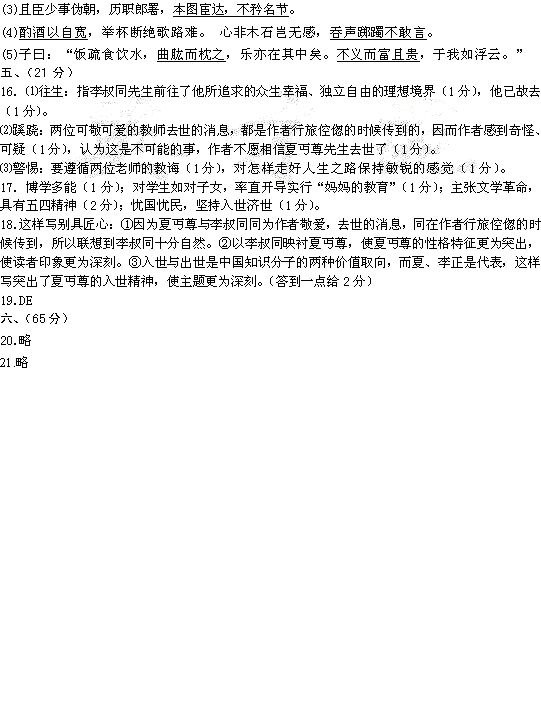 (3)且臣少事伪朝，历职郎署，本图宦达，不矜名节。
(4)酌酒以自宽，举杯断绝歌路难。 心非木石岂无感，吞声踯躅不敢言。
(5)子曰：“饭疏食饮水，曲肱而枕之，乐亦在其中矣。不义而富且贵，于我如浮云。”
五、（21 分）
16. ⑴往生：指李叔同先生前往了他所追求的众生幸福、独立自由的理想境界（1 分），他已故去
（1 分）。
⑵蹊跷：两位可敬可爱的教师去世的消息，都是作者行旅倥偬的时候传到的，因而作者感到奇怪、
可疑（1 分），认为这是不可能的事，作者不愿相信夏丏尊先生去世了（1 分）。
⑶警惕：要遵循两位老师的教诲（1 分），对怎样走好人生之路保持敏锐的感觉（1 分）。
17. 博学多能（1 分）；对学生如对子女，率直开导实行“妈妈的教育”（1 分）；主张文学革命，
具有五四精神（2 分）；忧国忧民，坚持入世济世（1 分）。
18.这样写别具匠心：①因为夏丏尊与李叔同同为作者敬爱，去世的消息，同在作者行旅倥偬的时
候传到，所以联想到李叔同十分自然。②以李叔同映衬夏丏尊，使夏丏尊的性格特征更为突出，
使读者印象更为深刻。③入世与出世是中国知识分子的两种价值取向，而夏、李正是代表，这样
写突出了夏丏尊的入世精神，使主题更为深刻。（答到一点给 2 分）
19.DE
六、（65 分）
20.略
21.略